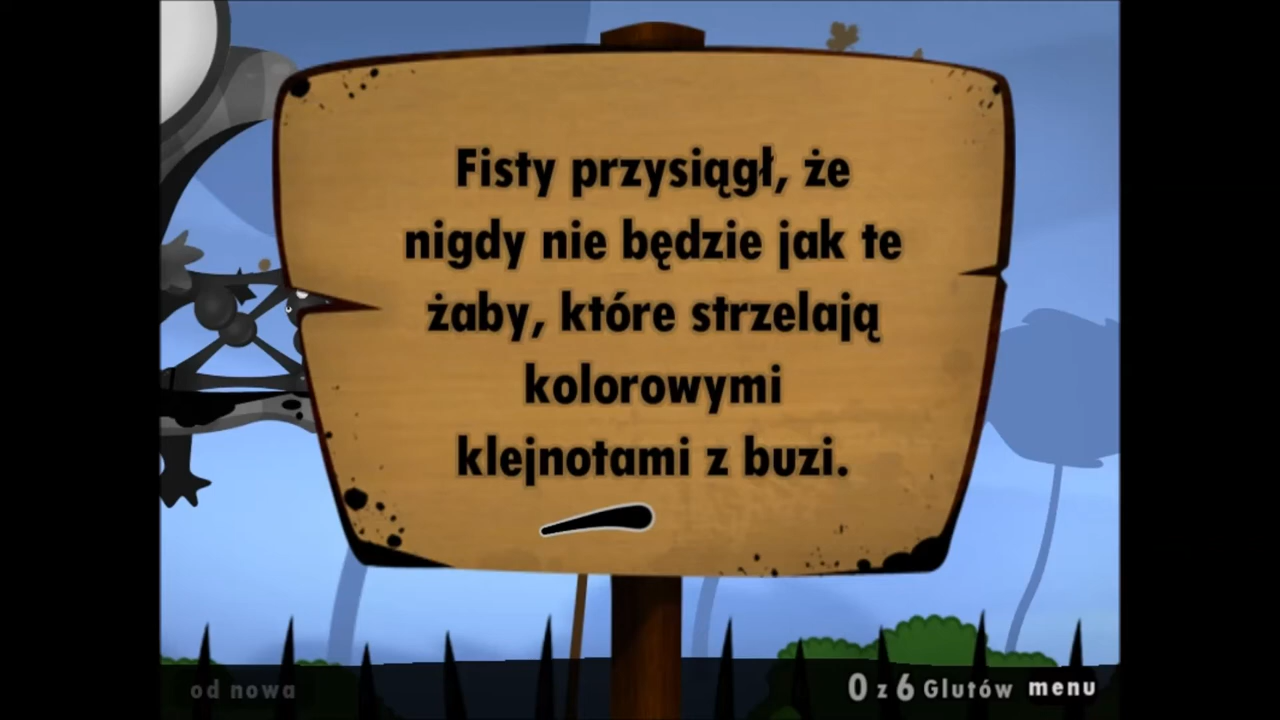 Fisty przysiągł, że
nigdy nie będzie jak te
żaby, które strzelają
kolorowymi
klejnotami z buzi.
od nowa
0 z 6 Glutów menu